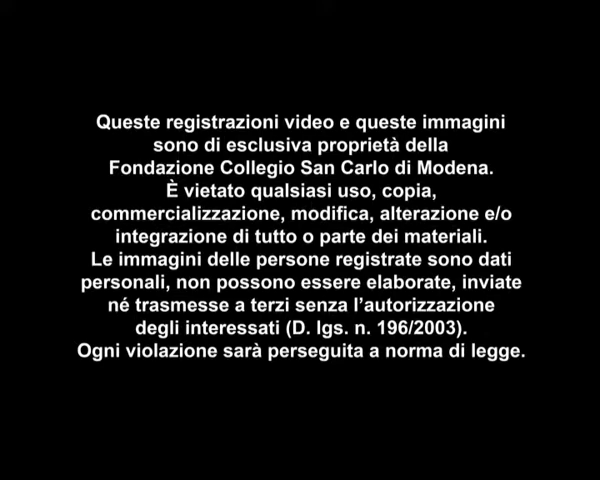 Queste registrazioni video e queste immagini
sono di esclusiva proprietà della
Fondazione Collegio San Carlo di Modena.
È vietato qualsiasi uso, copia,
commercializzazione, modifica, alterazione e/o
integrazione di tutto o parte dei materiali.
Le immagini delle persone registrate sono dati
personali, non possono essere elaborate, inviate
né trasmesse a terzi senza l'autorizzazione
degli interessati (D. lgs. n. 196/2003).
Ogni violazione sarà perseguita a norma di legge.